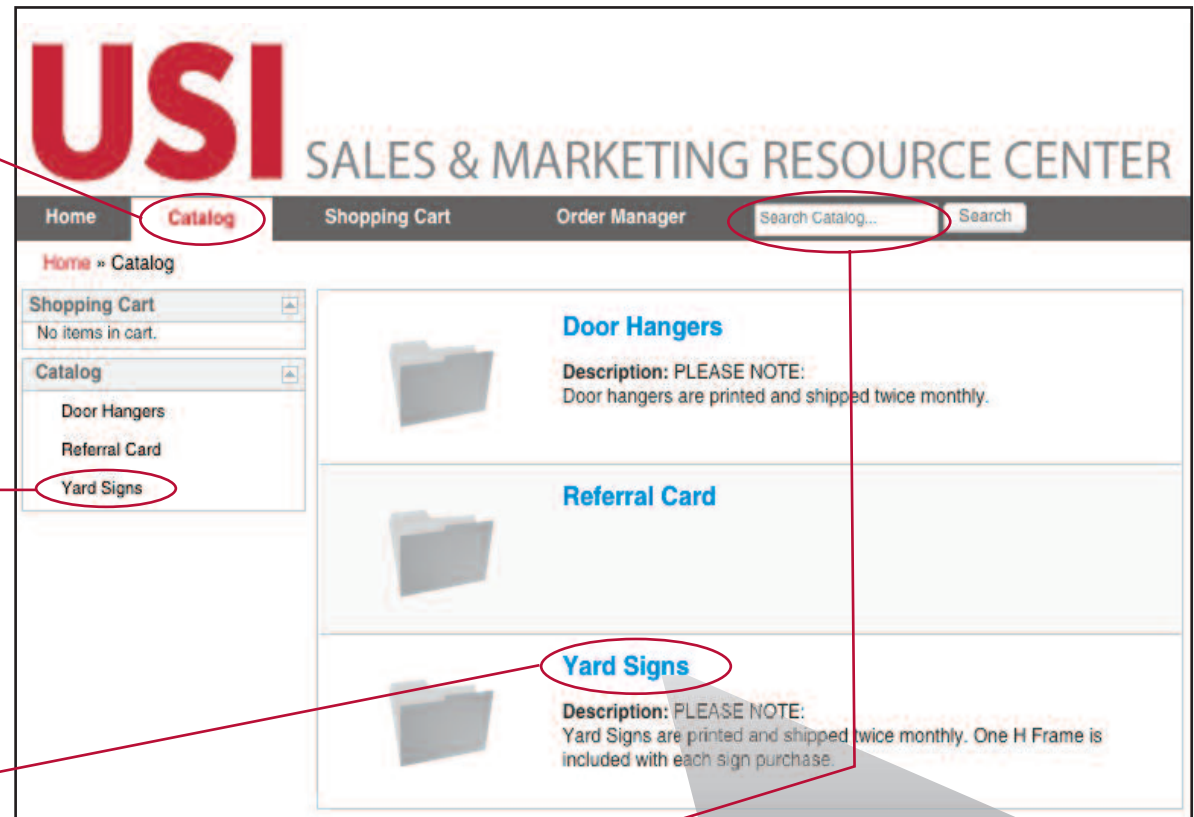 USI SALES & MARKETING RESOURCE CENTER
Home Catalog Shopping Cart Order Manager Search Catalog... Search
Home » Catalog
Shopping Cart
No items in cart.
Catalog
Door Hangers
Referral Card
Yard Signs
Door Hangers
Description: PLEASE NOTE:
Door hangers are printed and shipped twice monthly.
Referral Card
Yard Signs
Description: PLEASE NOTE:
Yard Signs are printed and shipped twice monthly. One H Frame is
included with each sign purchase.